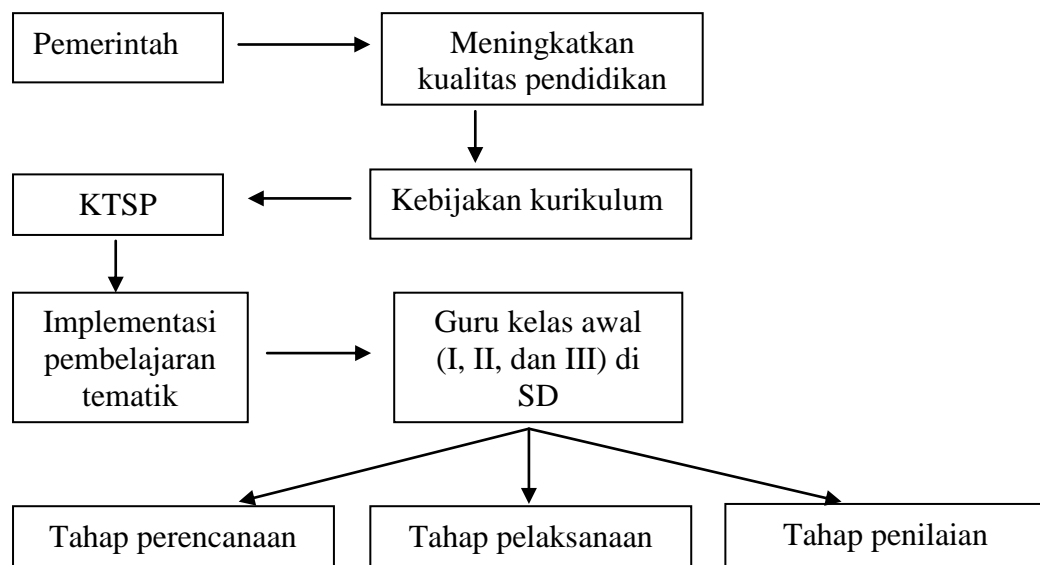 Pemerintah
Meningkatkan
kualitas pendidikan
KTSP
Kebijakan kurikulum
Implementasi
pembelajaran
tematik
Guru kelas awal
(I, II, dan III) di
SD
Tahap perencanaan
Tahap pelaksanaan
Tahap penilaian